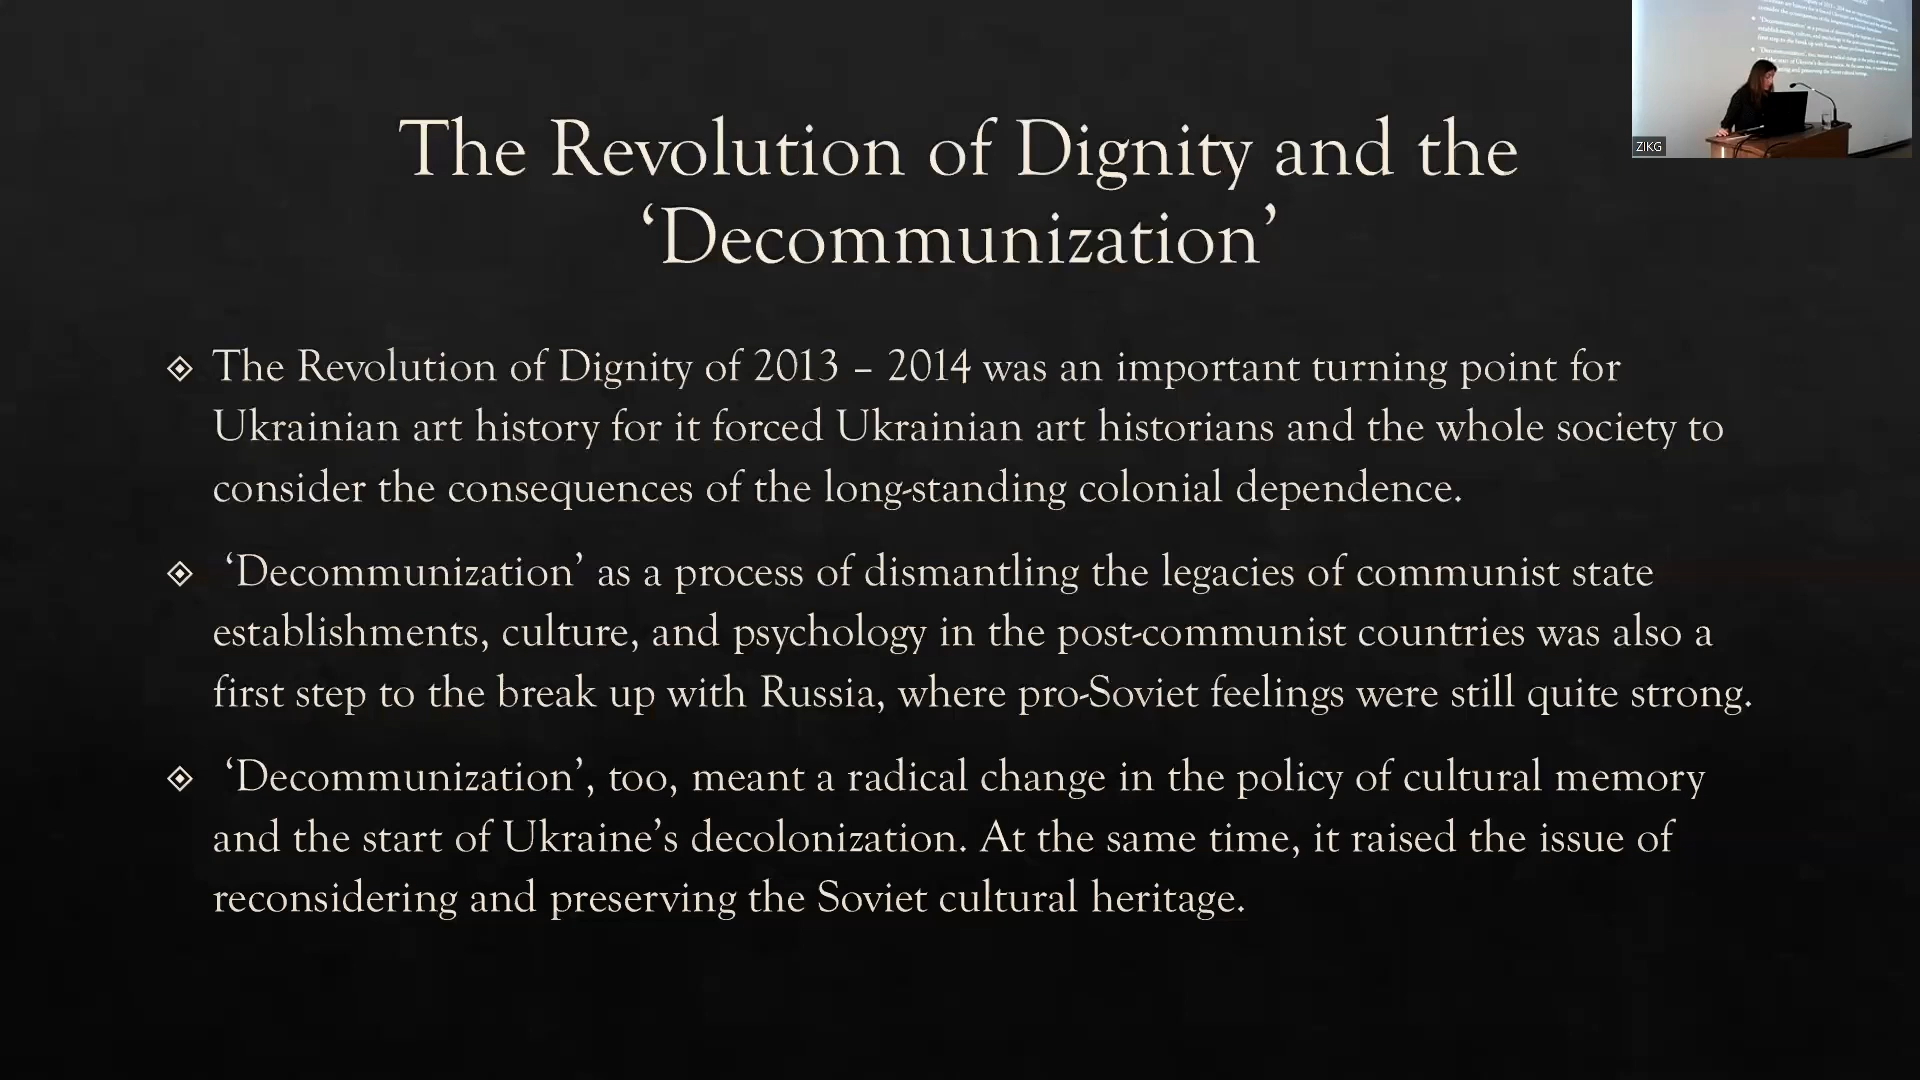 The Revolution of Dignity and the
‘Decommunization’
The Revolution of Dignity of 2013 – 2014 was an important turning point for
Ukrainian art history for it forced Ukrainian art historians and the whole society to
consider the consequences of the long-standing colonial dependence.
‘Decommunization’ as a process of dismantling the legacies of communist state
establishments, culture, and psychology in the post-communist countries was also a
first step to the break up with Russia, where pro-Soviet feelings were still quite strong.
‘Decommunization’, too, meant a radical change in the policy of cultural memory
and the start of Ukraine’s decolonization. At the same time, it raised the issue of
reconsidering and preserving the Soviet cultural heritage.
ZIKG